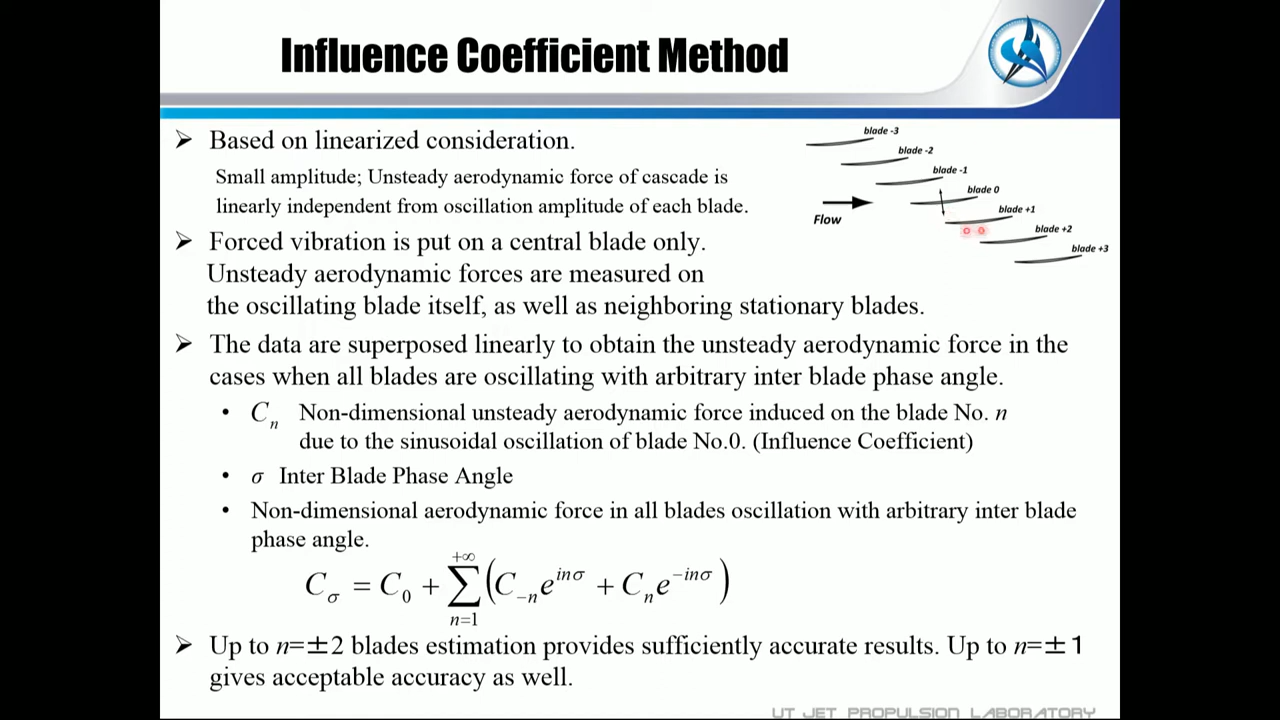 Influence Coefficient Method
➢ Based on linearized consideration.
Small amplitude; Unsteady aerodynamic force of cascade is
linearly independent from oscillation amplitude of each blade.
blade -3
blade -2
blade -1
blade 0
blade +1
blade +2
blade +3
Flow
➢ Forced vibration is put on a central blade only.
Unsteady aerodynamic forces are measured on
the oscillating blade itself, as well as neighboring stationary blades.
➢ The data are superposed linearly to obtain the unsteady aerodynamic force in the
cases when all blades are oscillating with arbitrary inter blade phase angle.
• Cₙ Non-dimensional unsteady aerodynamic force induced on the blade No. n
due to the sinusoidal oscillation of blade No.0. (Influence Coefficient)
• σ Inter Blade Phase Angle
• Non-dimensional aerodynamic force in all blades oscillation with arbitrary inter blade
phase angle.
C_σ = C_0 + ∑_{n=1}^{+∞} (C_{-n}e^{inσ} + C_n e^{-inσ})
➢ Up to n=±2 blades estimation provides sufficiently accurate results. Up to n=±1
gives acceptable accuracy as well.
UT JET PROPULSION LABORATORY